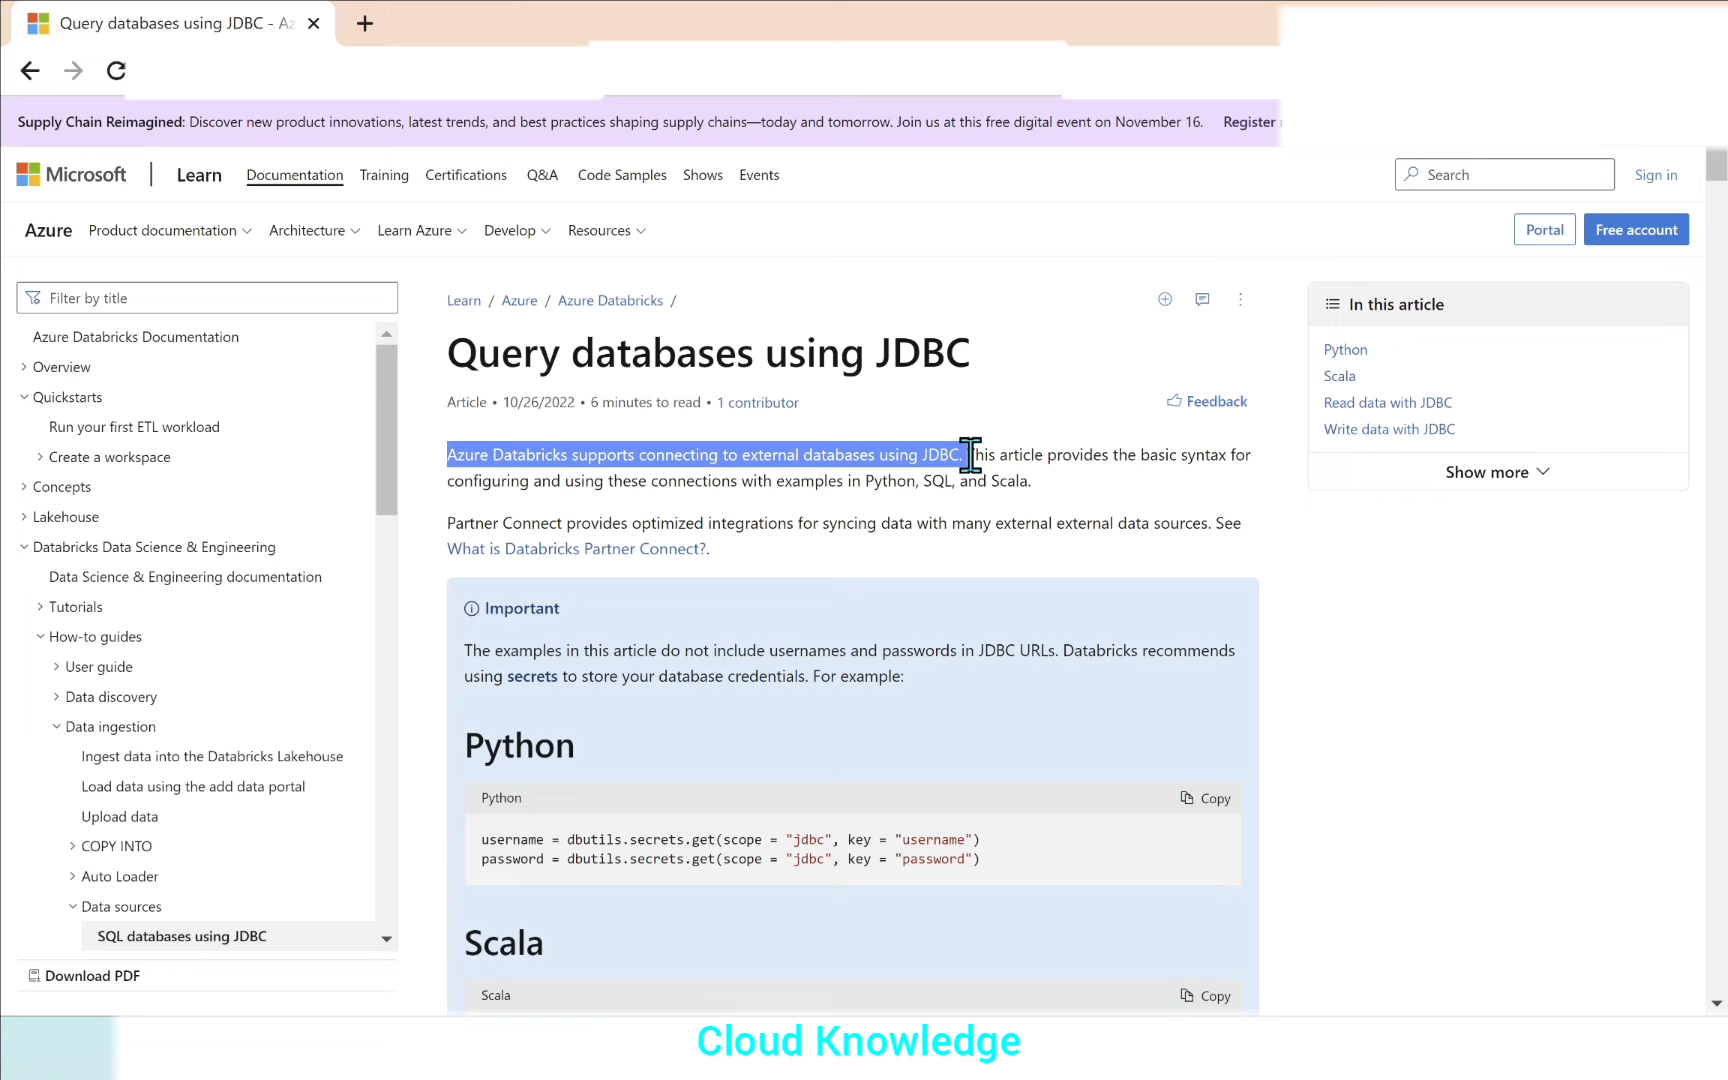 Query databases using JDBC - Az
Supply Chain Reimagined: Discover new product innovations, latest trends, and best practices shaping supply chains—today and tomorrow. Join us at this free digital event on November 16. Register
Microsoft
Learn Documentation Training Certifications Q&A Code Samples Shows Events
Search
Sign in
Azure Product documentation Architecture Learn Azure Develop Resources
Portal
Free account
Filter by title
Azure Databricks Documentation
Overview
Quickstarts
Run your first ETL workload
Create a workspace
Concepts
Lakehouse
Databricks Data Science & Engineering
Data Science & Engineering documentation
Tutorials
How-to guides
User guide
Data discovery
Data ingestion
Ingest data into the Databricks Lakehouse
Load data using the add data portal
Upload data
COPY INTO
Auto Loader
Data sources
SQL databases using JDBC
Download PDF
Learn / Azure / Azure Databricks /
Query databases using JDBC
Article • 10/26/2022 • 6 minutes to read • 1 contributor
Feedback
Azure Databricks supports connecting to external databases using JDBC. This article provides the basic syntax for
configuring and using these connections with examples in Python, SQL, and Scala.
Partner Connect provides optimized integrations for syncing data with many external external data sources. See
What is Databricks Partner Connect?.
Important
The examples in this article do not include usernames and passwords in JDBC URLs. Databricks recommends
using secrets to store your database credentials. For example:
Python
Python
Copy
username = dbutils.secrets.get(scope = "jdbc", key = "username")
password = dbutils.secrets.get(scope = "jdbc", key = "password")
Scala
Scala
Copy
In this article
Python
Scala
Read data with JDBC
Write data with JDBC
Show more
Cloud Knowledge